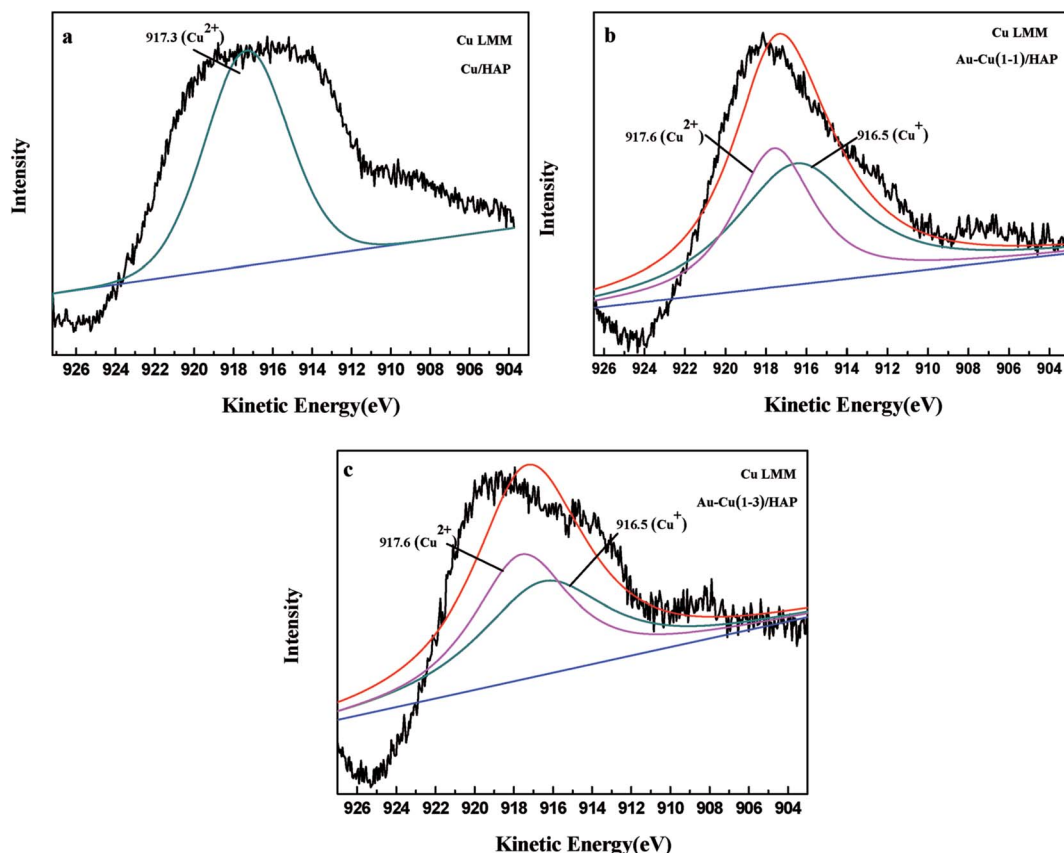 a
917.3 (Cu2+)
Cu LMM
Cu/HAP
Intensity
926 924 922 920 918 916 914 912 910 908 906 904
Kinetic Energy(eV)
b
Cu LMM
Au-Cu(1-1)/HAP
917.6 (Cu2+)
916.5 (Cu+)
Intensity
926 924 922 920 918 916 914 912 910 908 906 904
Kinetic Energy(eV)
c
Cu LMM
Au-Cu(1-3)/HAP
917.6 (Cu2+)
916.5 (Cu+)
Intensity
926 924 922 920 918 916 914 912 910 908 906 904
Kinetic Energy(eV)